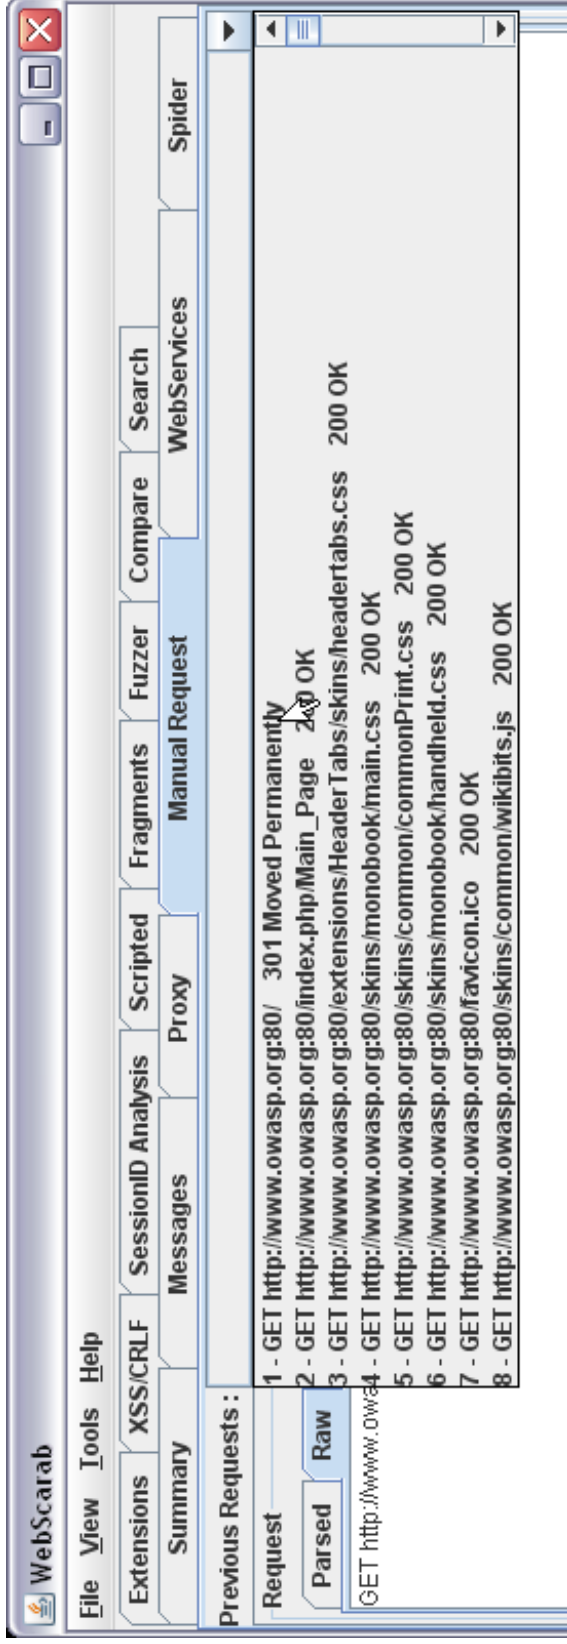 WebScarab
File View Tools Help
Extensions XSS/CRLF SessionID Analysis Scripted Fragments Fuzzer Compare Search
Summary Messages Proxy Manual Request WebServices Spider
Previous Requests :
1 - GET http://www.owasp.org:80/ 301 Moved Permanently
Request
2 - GET http://www.owasp.org:80/index.php/Main_Page OK
Parsed Raw
3 - GET http://www.owasp.org:80/extensions/HeaderTabs/skins/headertabs.css 200 OK
GET http://www.owa
4 - GET http://www.owasp.org:80/skins/monobook/main.css 200 OK
5 - GET http://www.owasp.org:80/skins/common/commonPrint.css 200 OK
6 - GET http://www.owasp.org:80/skins/monobook/handheld.css 200 OK
7 - GET http://www.owasp.org:80/favicon.ico 200 OK
8 - GET http://www.owasp.org:80/skins/common/wikibits.js 200 OK